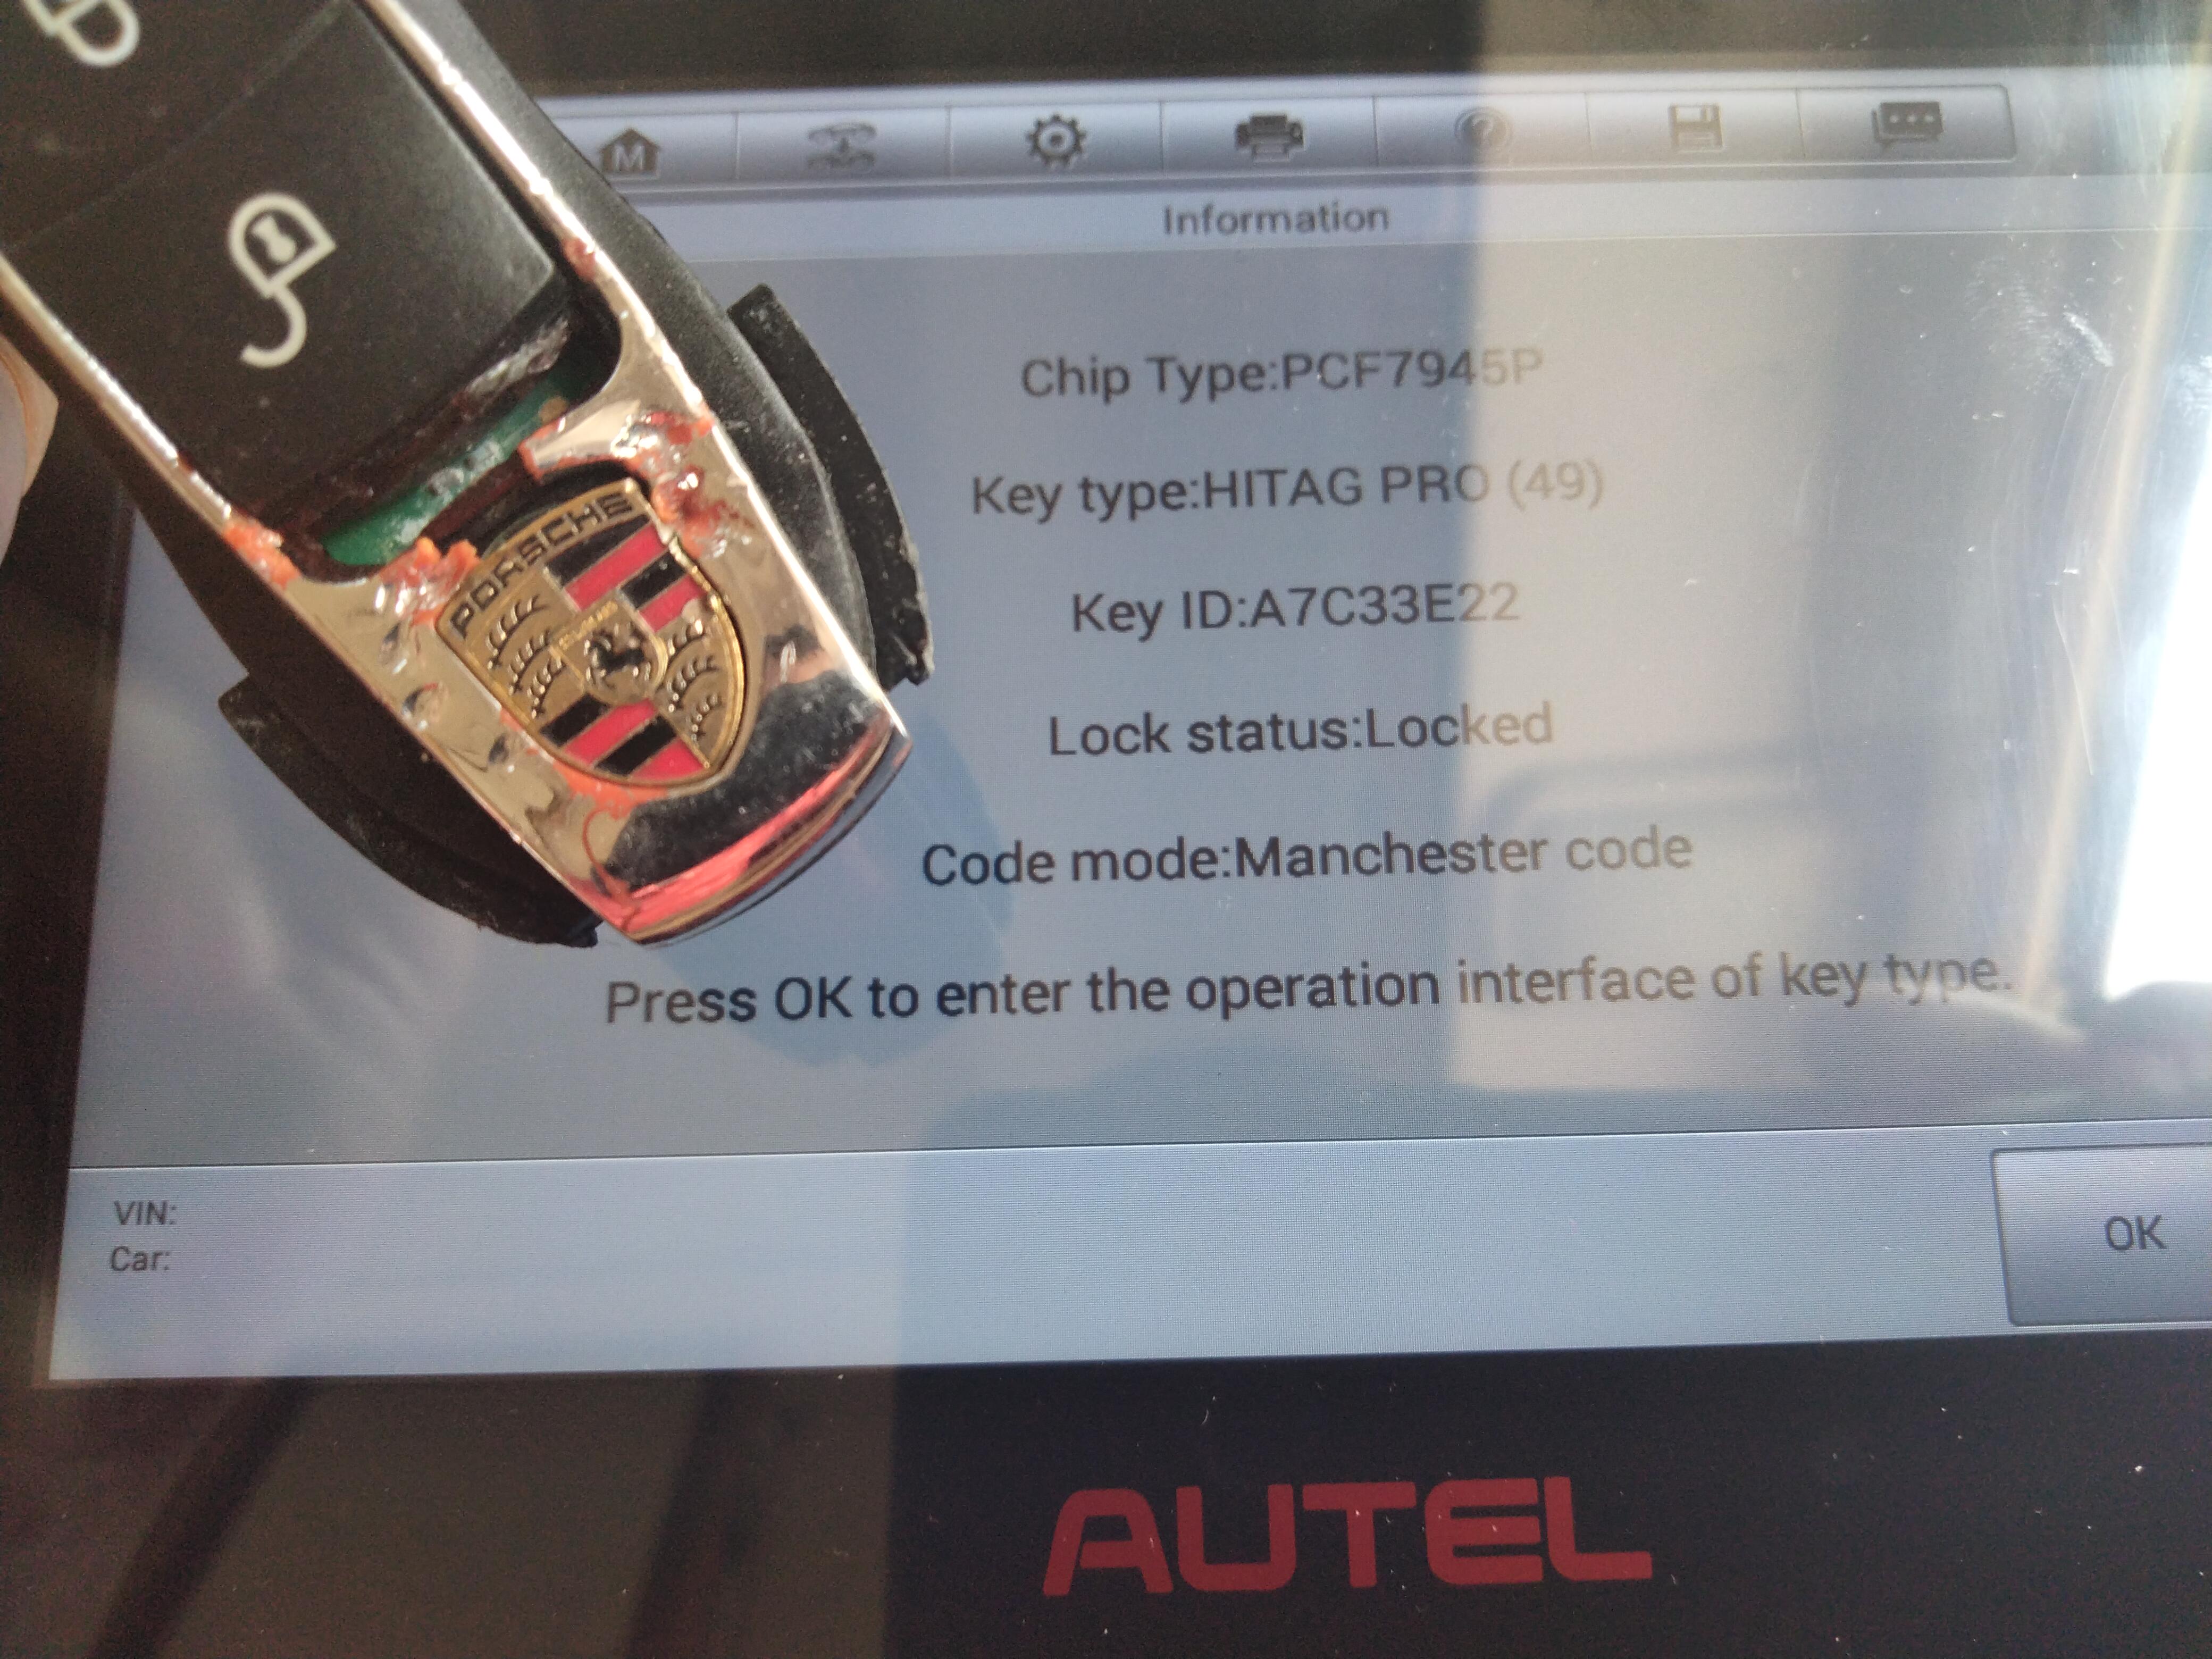 M
Information
Chip Type:PCF7945P
Key type:HITAG PRO (49)
Key ID:A7C33E22
Lock status:Locked
Code mode:Manchester code
Press OK to enter the operation interface of key type.
VIN:
Car:
OK
PORSCHE
AUTEL